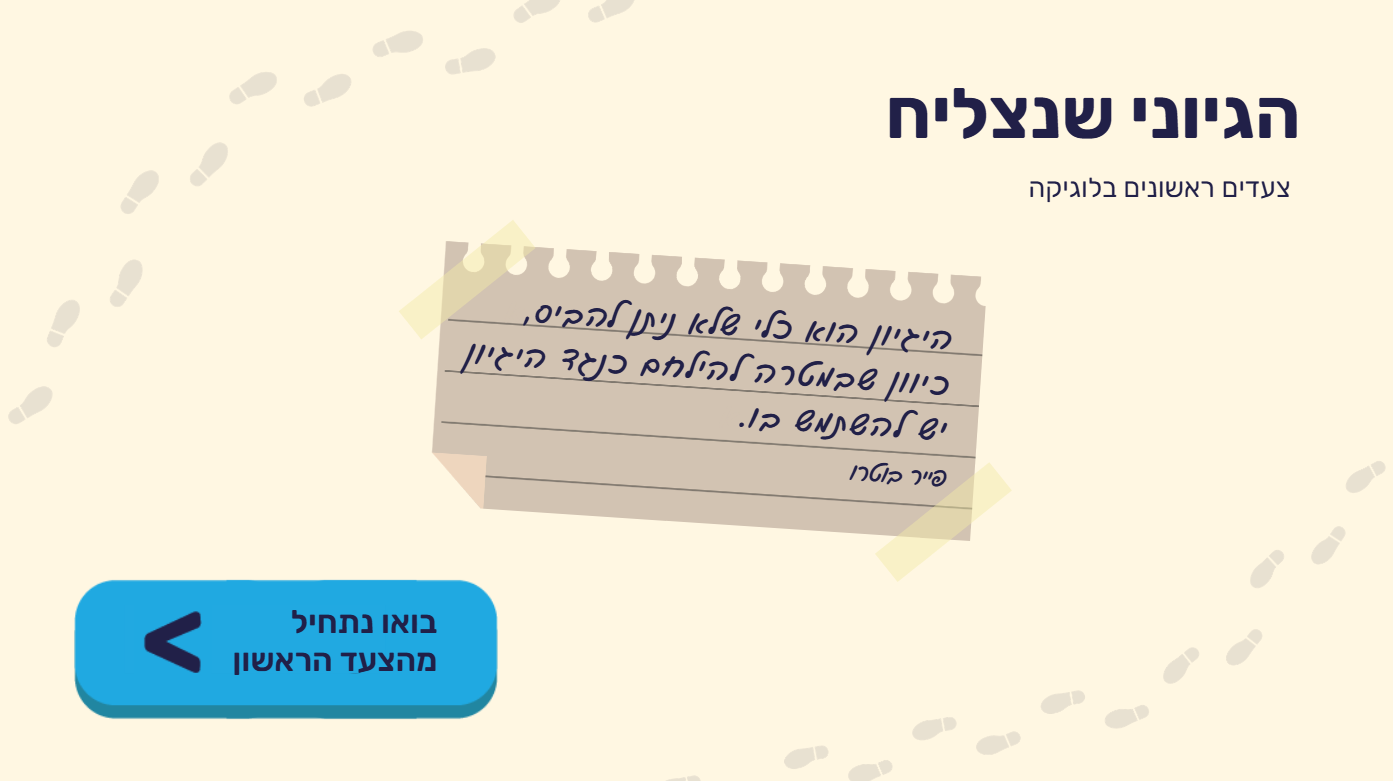 הגיוני שנצליח
צעדים ראשונים בלוגיקה
היגיון הוא כלי שלא ניתן להביס,
כיוון שבמטרה להילחם כנגד היגיון
יש להשתמש בו.
פייר בוטרו
בואו נתחיל
מהצעד הראשון